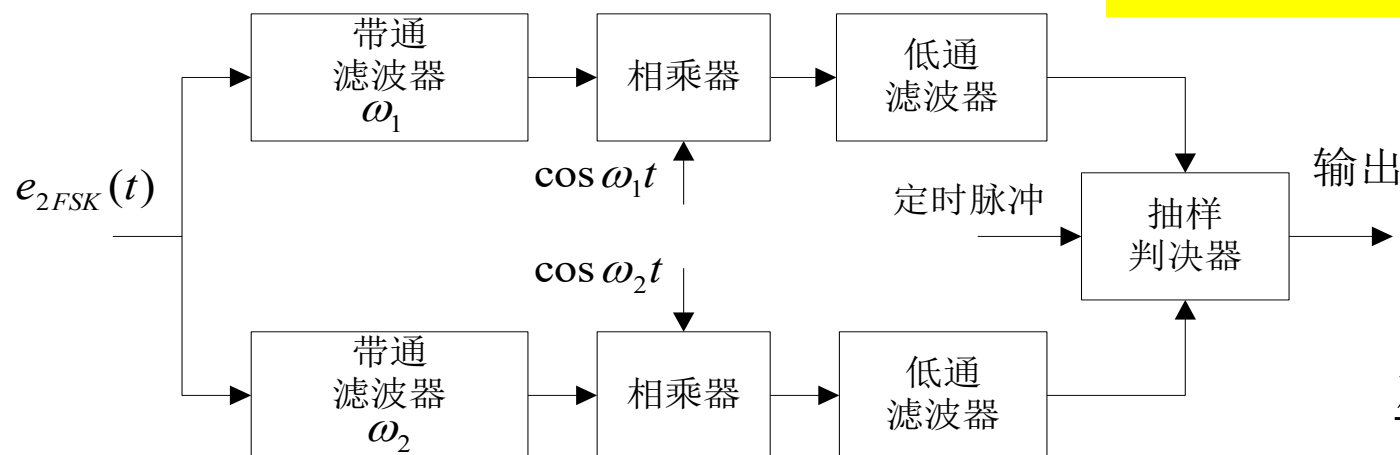 带通
滤波器
ω₁
相乘器
低通
滤波器
cos ω₁t
e₂FSK(t)
定时脉冲
抽样
判决器
输出
cos ω₂t
带通
滤波器
ω₂
相乘器
低通
滤波器